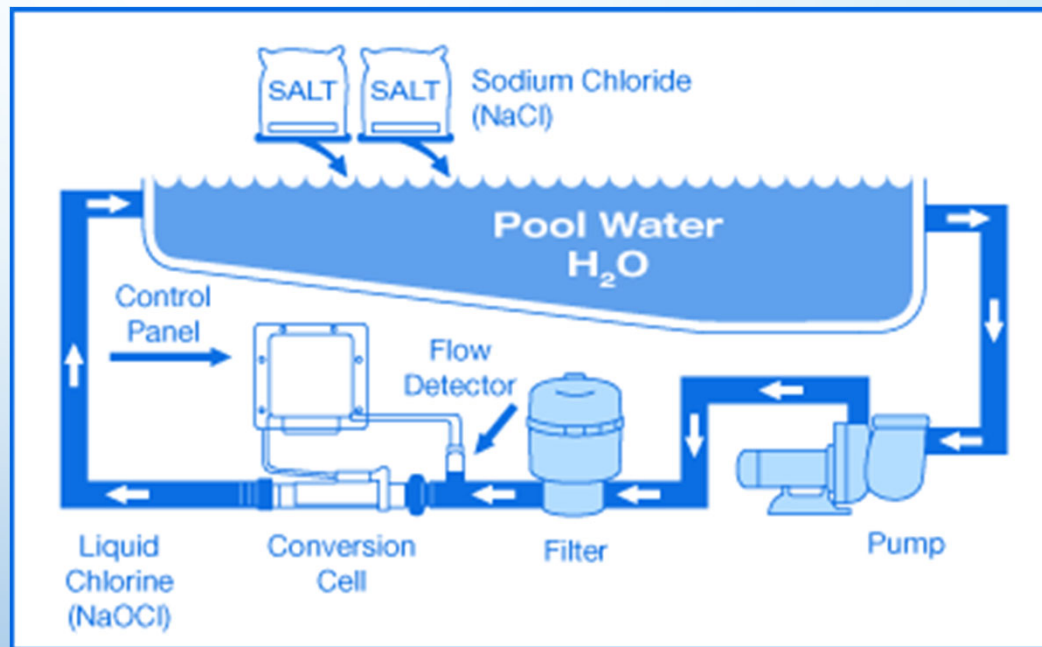 SALT SALT
Sodium Chloride
(NaCl)
Pool Water
H₂O
Control
Panel
Flow
Detector
Liquid
Chlorine
(NaOCl)
Conversion
Cell
Filter
Pump